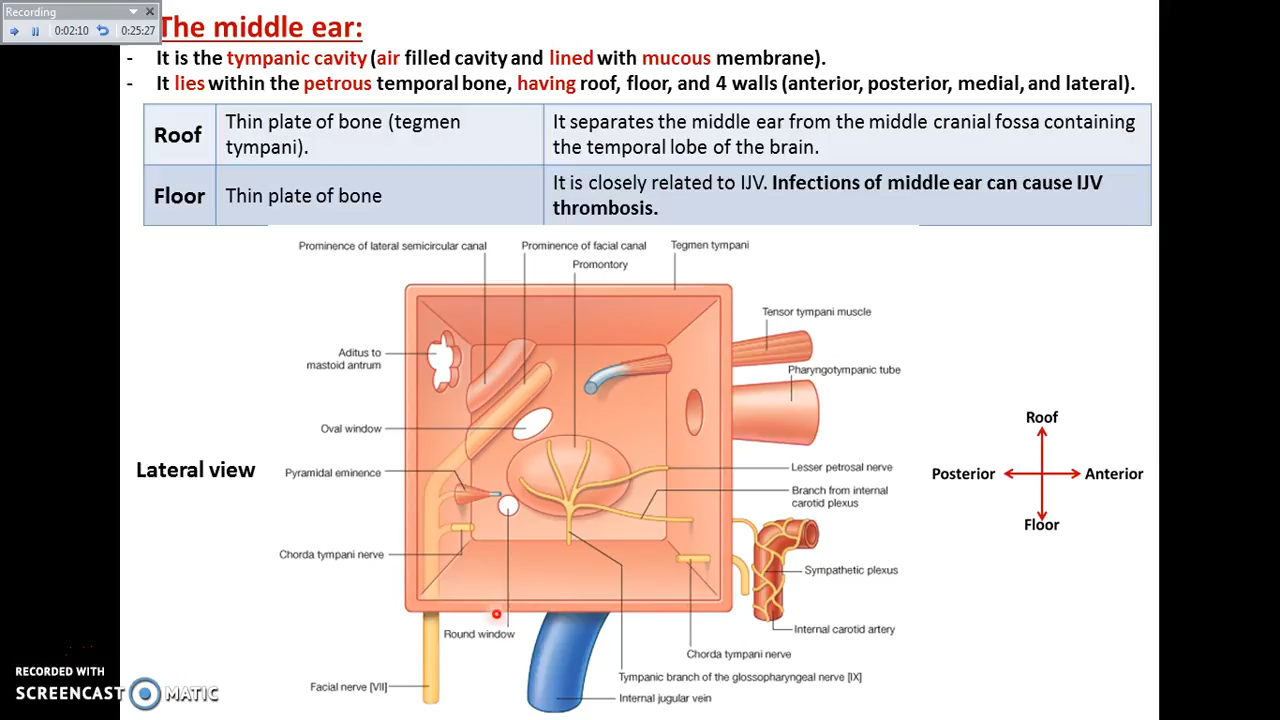 Recording
0:02:10 0:25:27
The middle ear:
- It is the tympanic cavity (air filled cavity and lined with mucous membrane).
- It lies within the petrous temporal bone, having roof, floor, and 4 walls (anterior, posterior, medial, and lateral).
Roof
Thin plate of bone (tegmen
tympani).
It separates the middle ear from the middle cranial fossa containing
the temporal lobe of the brain.
Floor
Thin plate of bone
It is closely related to IJV. Infections of middle ear can cause IJV
thrombosis.
Prominence of lateral semicircular canal
Prominence of facial canal
Tegmen tympani
Promontory
Tensor tympani muscle
Aditus to
mastoid antrum
Pharyngotympanic tube
Oval window
Roof
Lateral view
Pyramidal eminence
Lesser petrosal nerve
Posterior
Anterior
Branch from internal
carotid plexus
Floor
Chorda tympani nerve
Sympathetic plexus
Round window
Internal carotid artery
Chorda tympani nerve
Tympanic branch of the glossopharyngeal nerve [IX]
Facial nerve [VII]
Internal jugular vein
RECORDED WITH
SCREENCAST MATIC